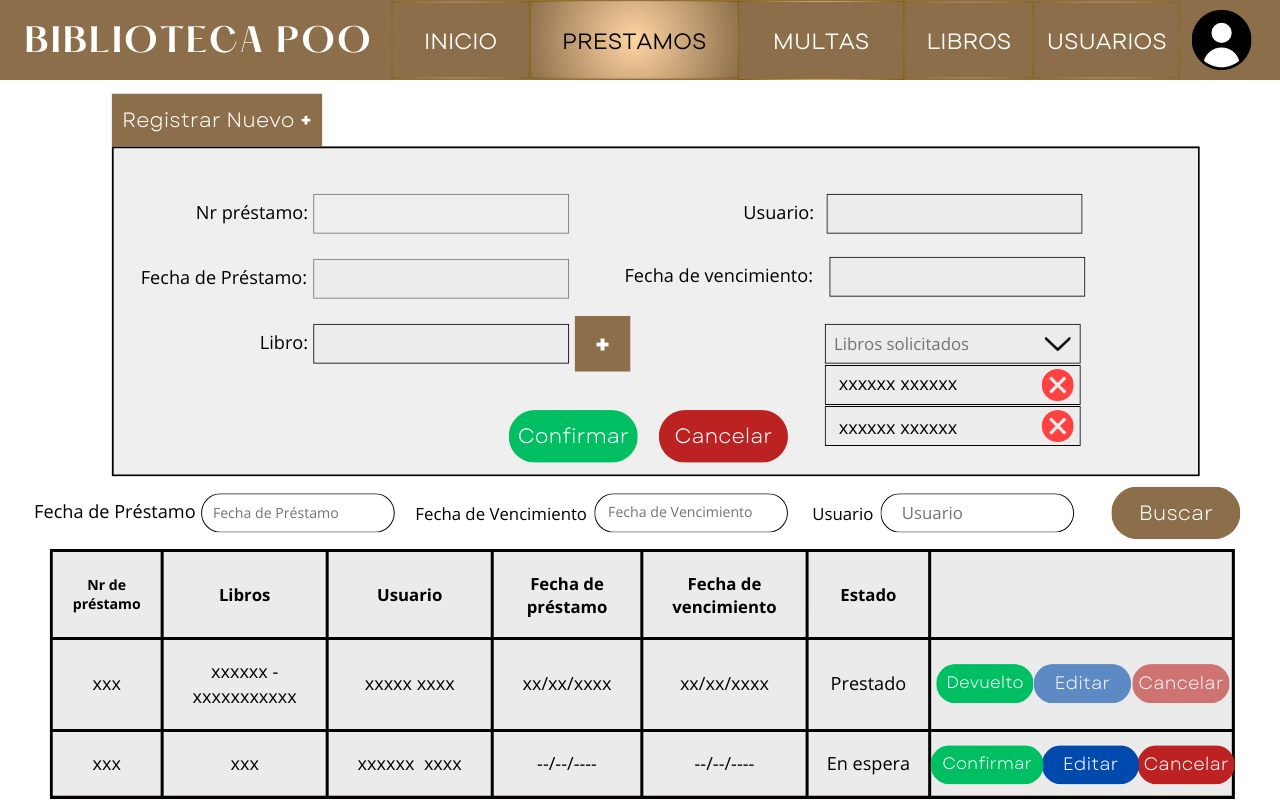 BIBLIOTECA POO
INICIO
PRESTAMOS
MULTAS
LIBROS
USUARIOS
Registrar Nuevo +
Nr préstamo:
Usuario:
Fecha de Préstamo:
Fecha de vencimiento:
Libro:
+
Libros solicitados
xxxxxx xxxxxx
xxxxxx xxxxxx
Confirmar
Cancelar
Fecha de Préstamo
Fecha de Préstamo
Fecha de Vencimiento
Fecha de Vencimiento
Usuario
Usuario
Buscar
Nr de
préstamo
Libros
Usuario
Fecha de
préstamo
Fecha de
vencimiento
Estado
xxx
xxxxxx -
xxxxxxxxxxx
xxxxx xxxx
xx/xx/xxxx
xx/xx/xxxx
Prestado
Devuelto
Editar
Cancelar
xxx
xxx
xxxxxx xxxx
--/--/----
--/--/----
En espera
Confirmar
Editar
Cancelar